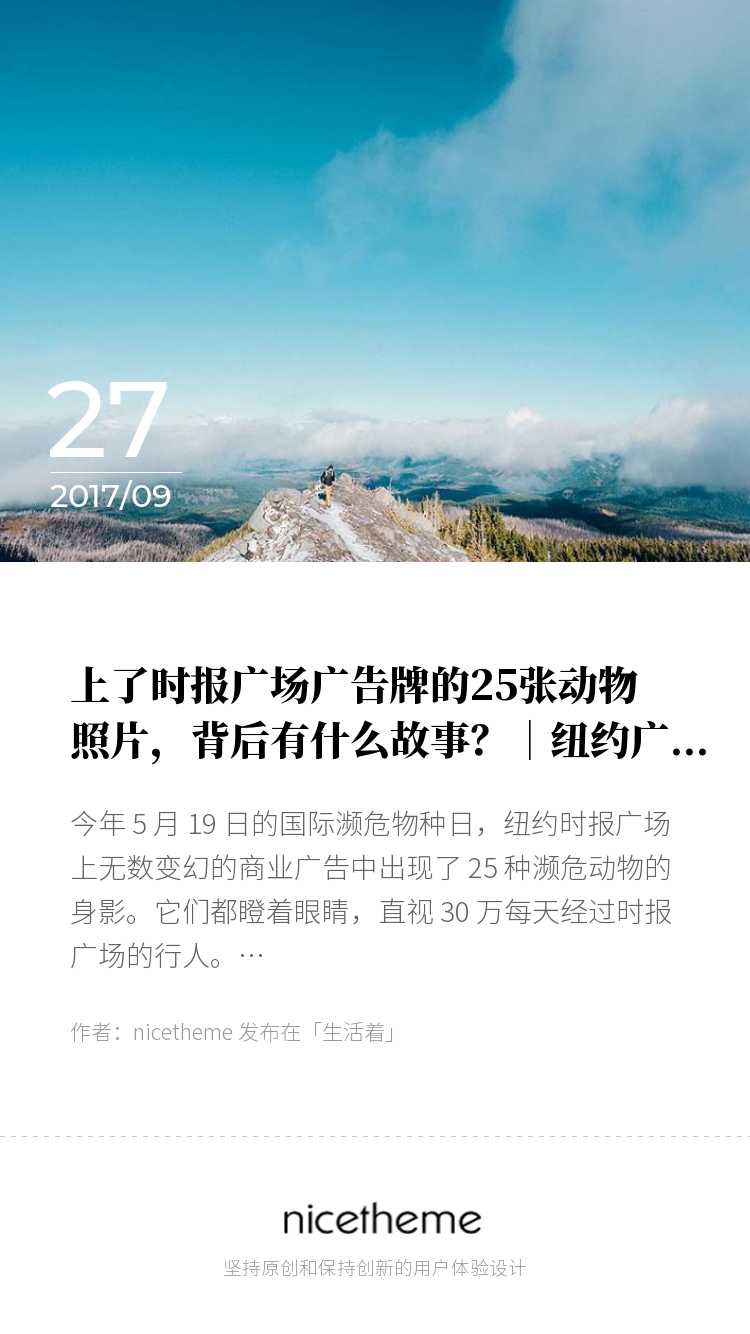 27
2017/09
上了时报广场广告牌的25张动物
照片，背后有什么故事？｜纽约广...
今年 5 月 19 日的国际濒危物种日，纽约时报广场
上无数变幻的商业广告中出现了 25 种濒危动物的
身影。它们都瞪着眼睛，直视 30 万每天经过时报
广场的行人。…
作者：nicetheme 发布在「生活着」
nicetheme
坚持原创和保持创新的用户体验设计